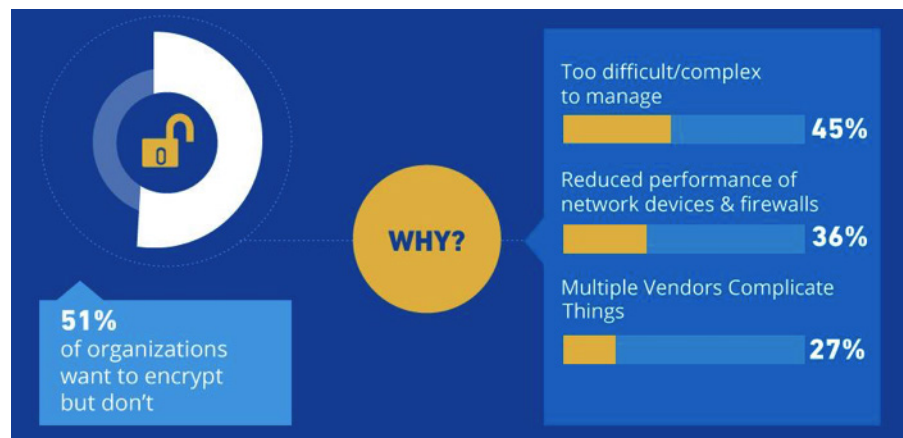 51%
of organizations
want to encrypt
but don't
WHY?
Too difficult/complex
to manage
45%
Reduced performance of
network devices & firewalls
36%
Multiple Vendors Complicate
Things
27%